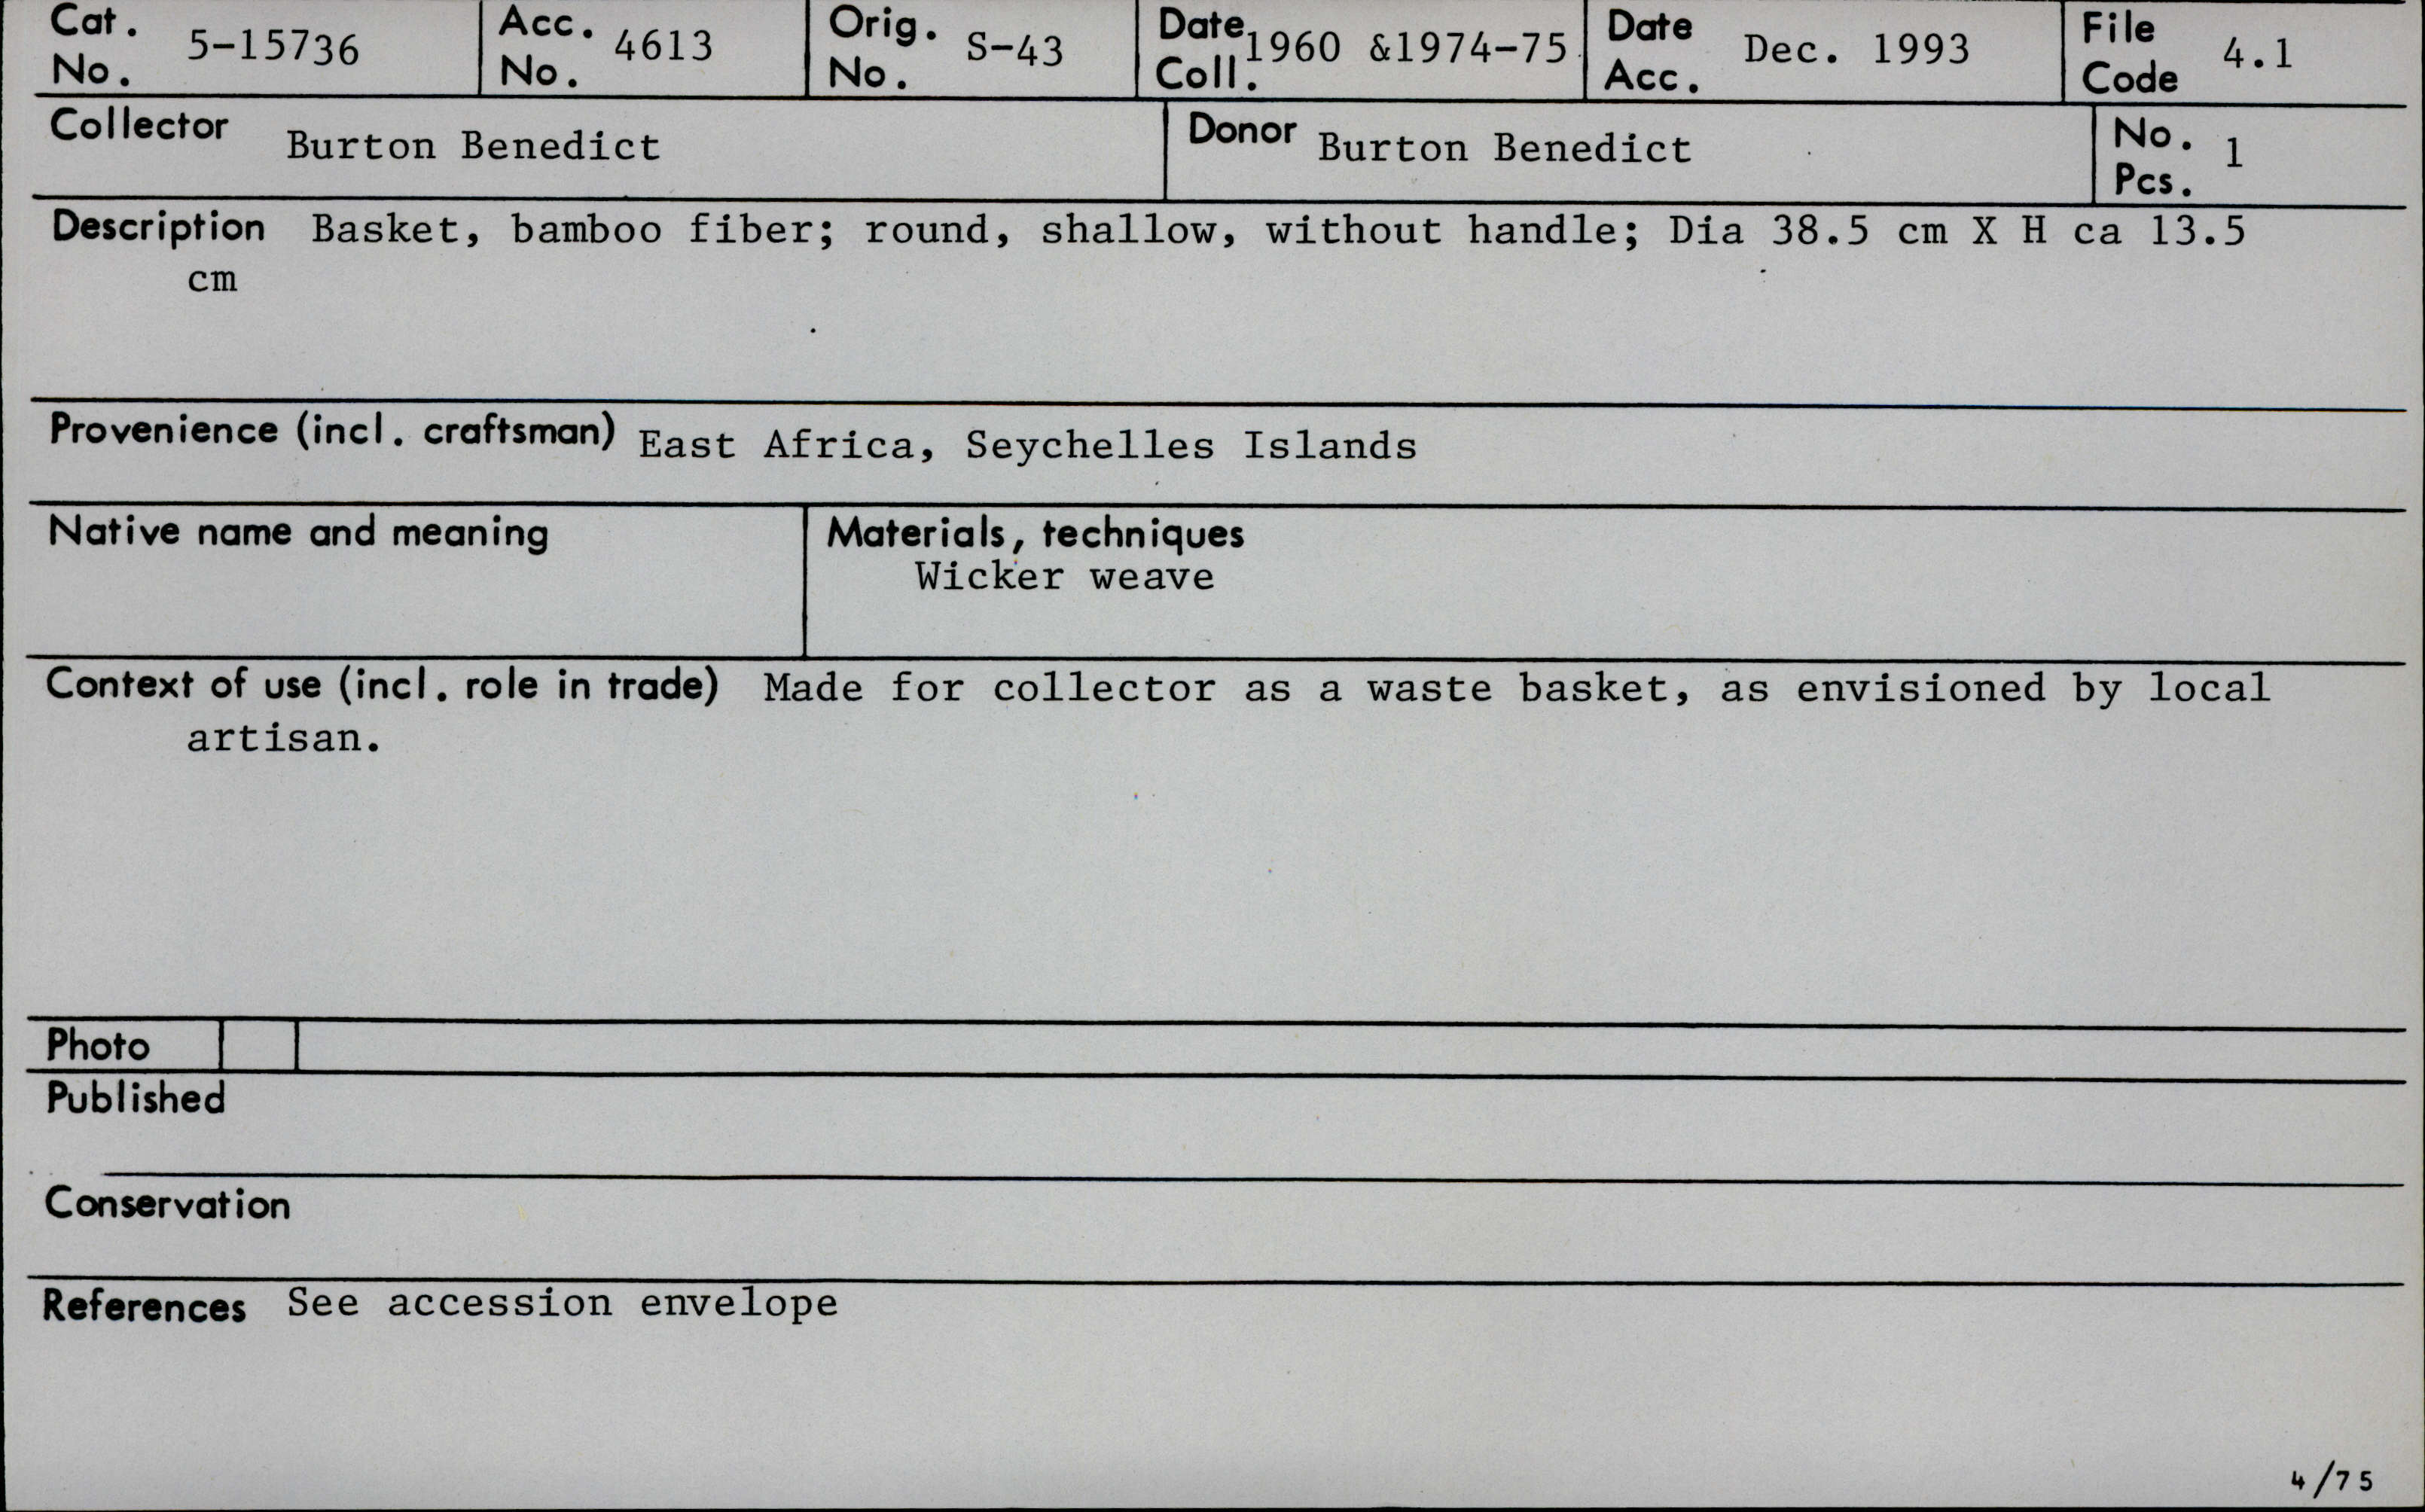 Cat. No. 5-15736 Acc. No. 4613 Orig. No. S-43 Date Coll. 1960 &1974-75 Date Acc. Dec. 1993 File Code 4.1
Collector Burton Benedict Donor Burton Benedict No. Pcs. 1
Description Basket, bamboo fiber; round, shallow, without handle; Dia 38.5 cm X H ca 13.5
cm
Provenience (incl. craftsman) East Africa, Seychelles Islands
Native name and meaning
Materials, techniques
Wicker weave
Context of use (incl. role in trade) Made for collector as a waste basket, as envisioned by local
artisan.
Photo
Published
Conservation
References See accession envelope
4/75